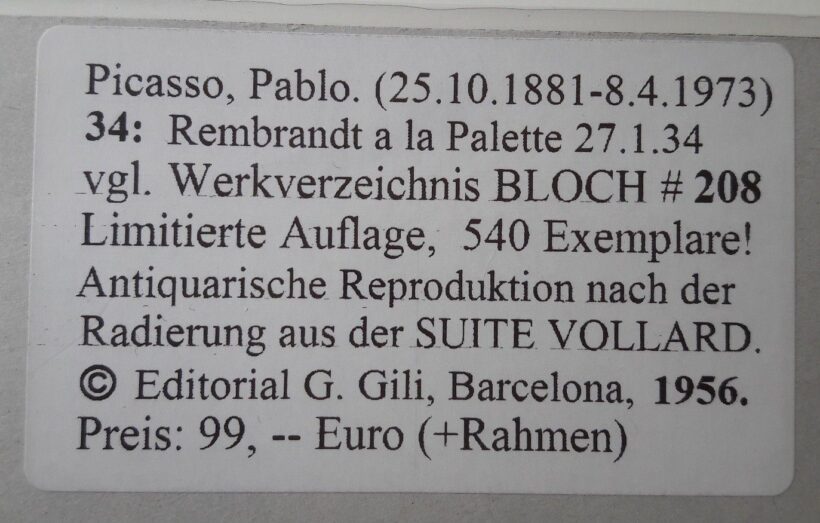 Picasso, Pablo. (25.10.1881-8.4.1973)
34: Rembrandt a la Palette 27.1.34
vgl. Werkverzeichnis BLOCH # 208
Limitierte Auflage, 540 Exemplare!
Antiquarische Reproduktion nach der
Radierung aus der SUITE VOLLARD.
© Editorial G. Gili, Barcelona, 1956.
Preis: 99, -- Euro (+Rahmen)